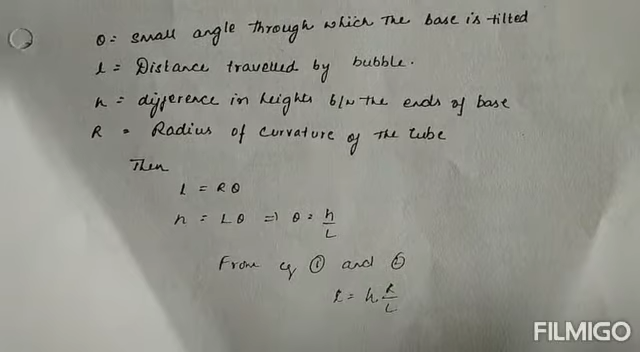 θ = small angle through which the base is tilted
l = Distance travelled by bubble.
h = difference in heights b/w the ends of base
R = Radius of curvature of the tube
Then
l = Rθ
h = Lθ ⇒ θ = h/L
From eq ① and ②
l = h R/L
FILMIGO